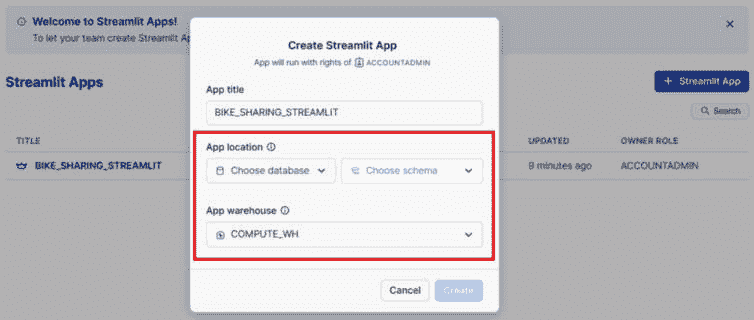 Welcome to Streamlit Apps!
To let your team create Streamlit Ap
Streamlit Apps
+ Streamlit App
Search
TITLE
UPDATED
OWNER ROLE
BIKE_SHARING_STREAMLIT
9 minutes ago
ACCOUNTADMIN
Create Streamlit App
App will run with rights of ACCOUNTADMIN
App title
BIKE_SHARING_STREAMLIT
App location
Choose database
Choose schema
App warehouse
COMPUTE_WH
Cancel
Create